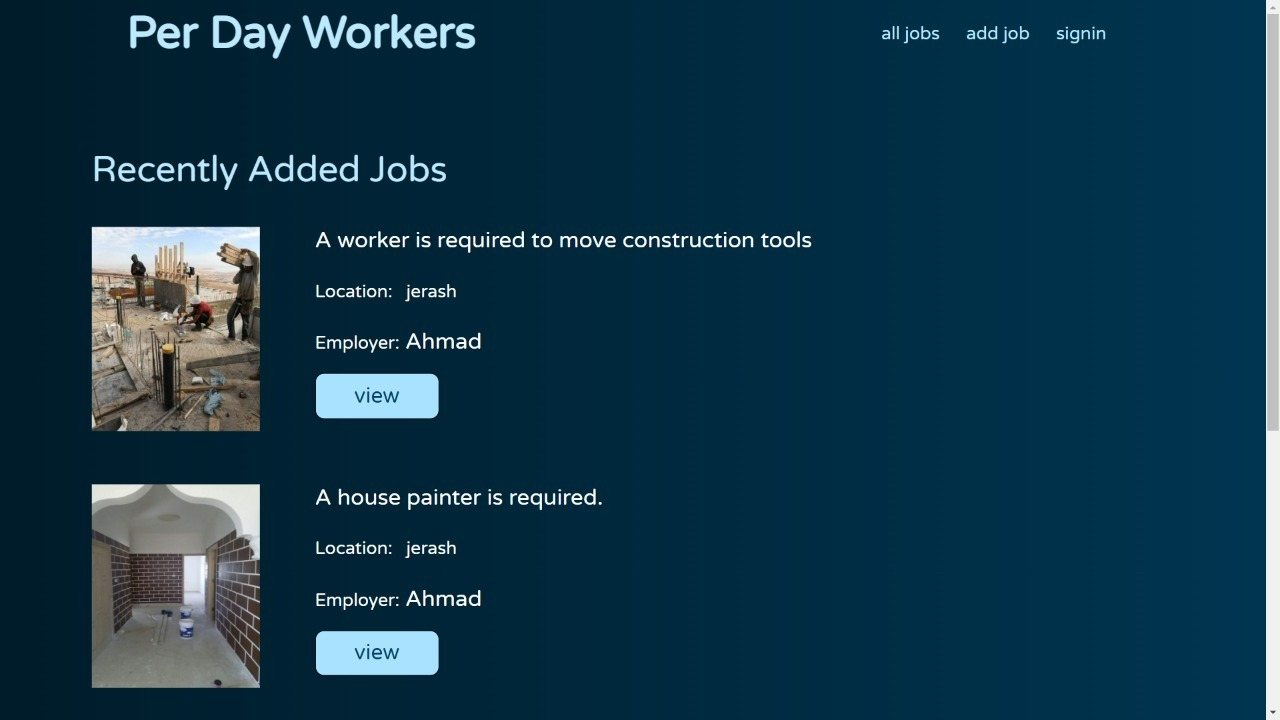 Per Day Workers
all jobs add job signin
Recently Added Jobs
A worker is required to move construction tools
Location: jerash
Employer: Ahmad
view
A house painter is required.
Location: jerash
Employer: Ahmad
view